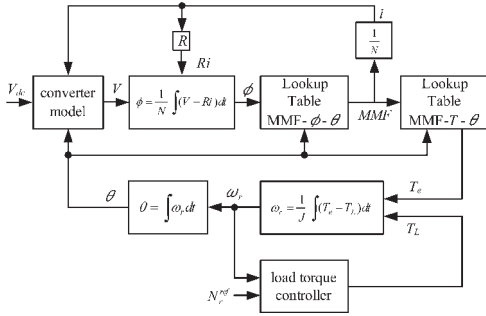 i
R
Ri
1/N
V_dc
converter
model
V
ϕ = 1/N ∫(V − Ri)dt
ϕ
Lookup
Table
MMF-ϕ-θ
MMF
Lookup
Table
MMF-T-θ
θ
θ = ∫ω_r dt
ω_r
ω_r = 1/J ∫(T_e − T_L)dt
T_e
T_L
N_r^ref
load torque
controller